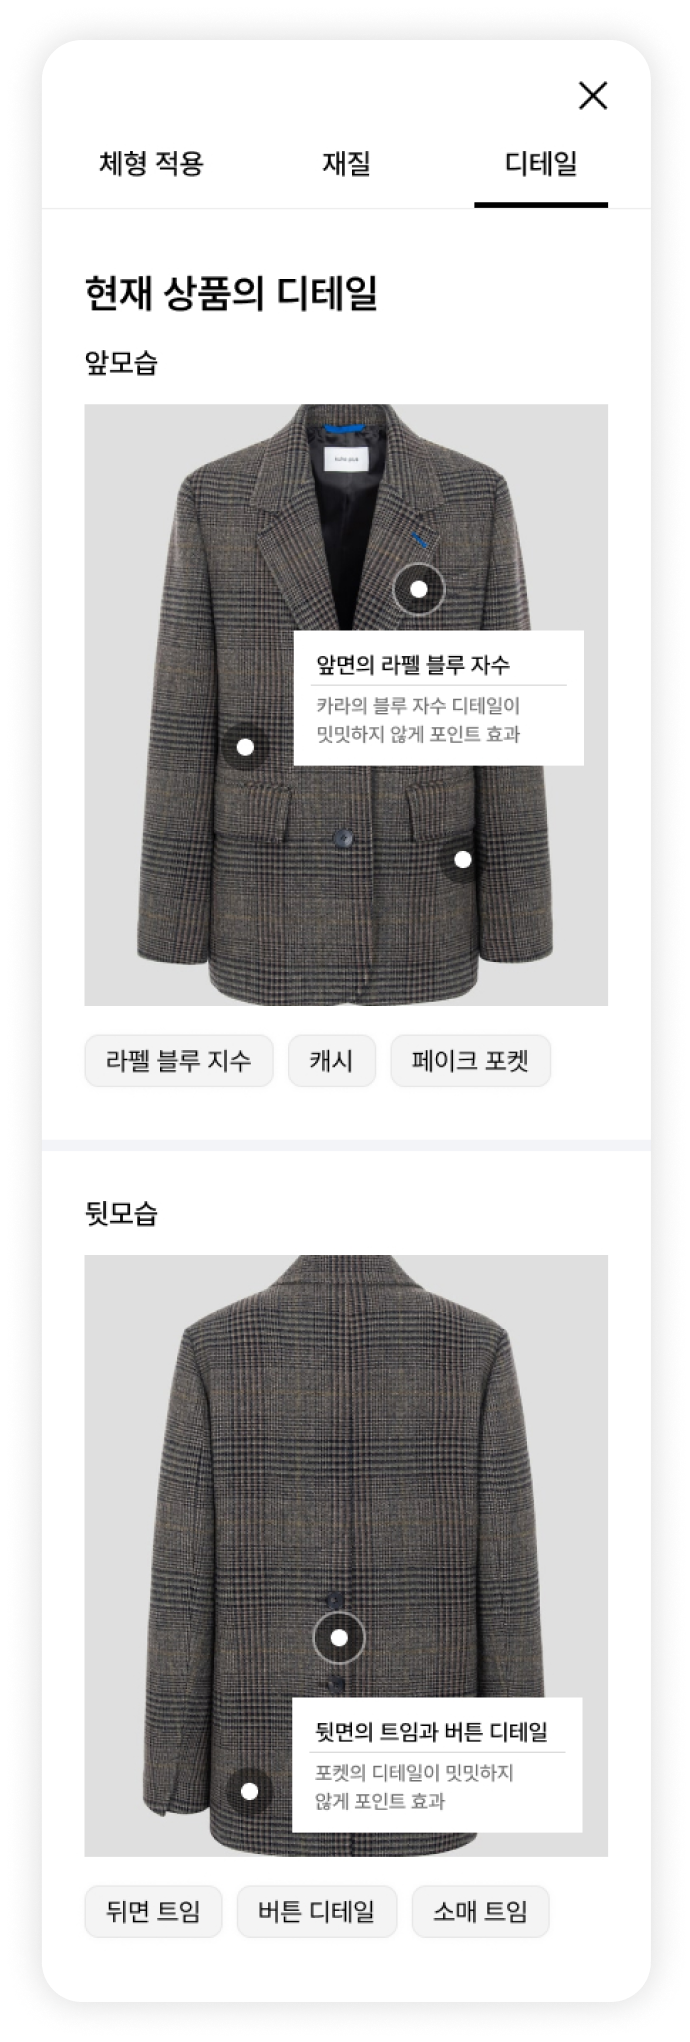 체형 적용
재질
디테일
현재 상품의 디테일
앞모습
앞면의 라펠 블루 자수
카라의 블루 자수 디테일이
밋밋하지 않게 포인트 효과
라펠 블루 지수
캐시
페이크 포켓
뒷모습
뒷면의 트임과 버튼 디테일
포켓의 디테일이 밋밋하지
않게 포인트 효과
뒤면 트임
버튼 디테일
소매 트임